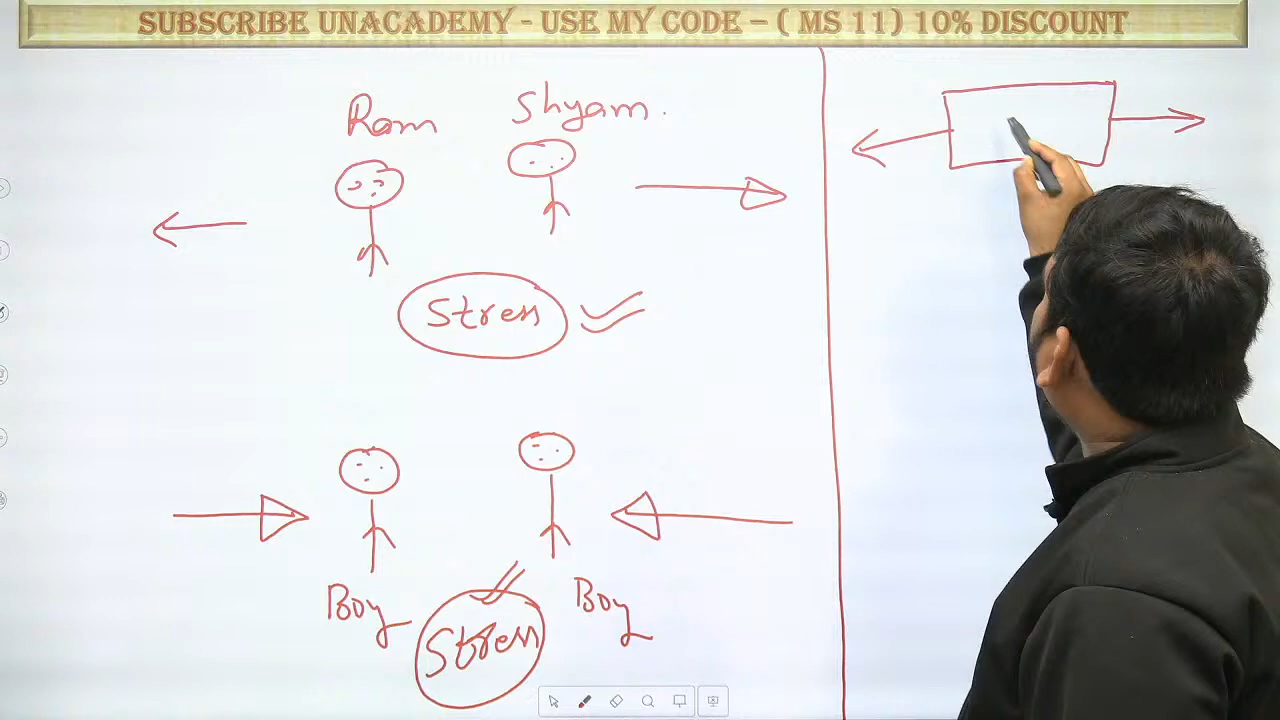 SUBSCRIBE UNACADEMY - USE MY CODE – ( MS 11) 10% DISCOUNT
Ram Shyam.
Stress
Boy Boy
Stress